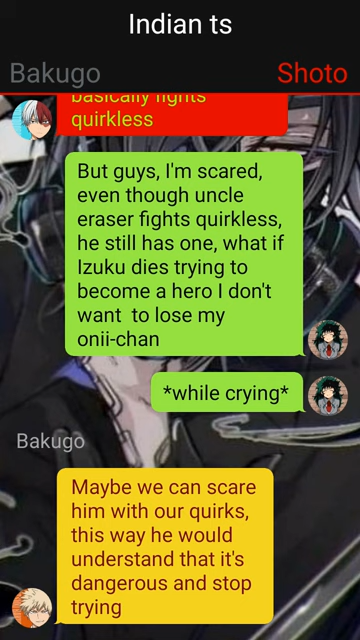 Indian ts
Bakugo
Shoto
basically fights
quirkless
But guys, I'm scared,
even though uncle
eraser fights quirkless,
he still has one, what if
Izuku dies trying to
become a hero I don't
want to lose my
onii-chan
*while crying*
Bakugo
Maybe we can scare
him with our quirks,
this way he would
understand that it's
dangerous and stop
trying